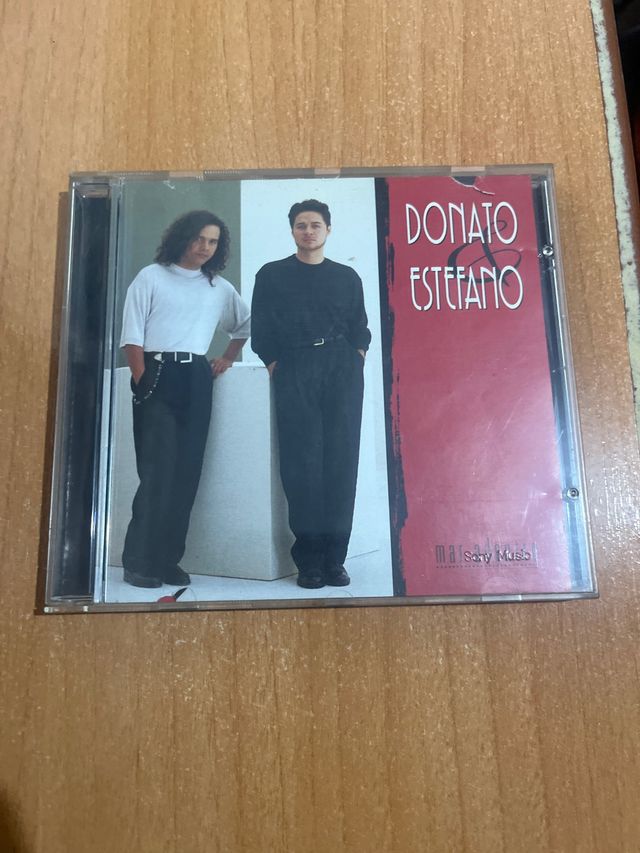 DONATO
&
ESTEFANO
Sony Music